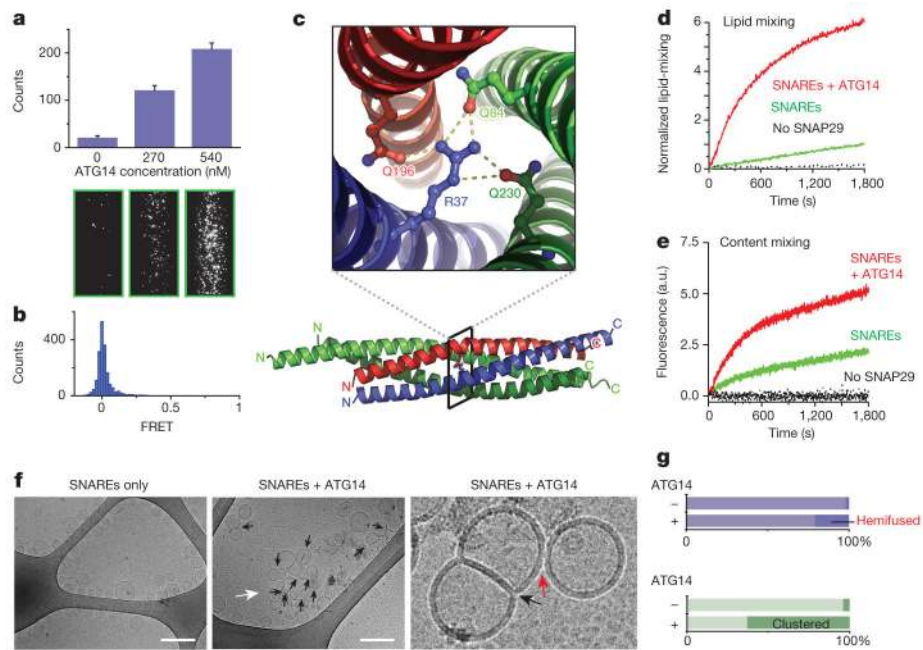 a
Counts
200
100
0
0 270 540
ATG14 concentration (nM)
b
Counts
400
0
0 0.5 1
FRET
c
Q84
Q196
R37
Q230
N
N
N
N
C
C
C
C
d
Lipid mixing
Normalized lipid-mixing
6
4
2
0
SNAREs + ATG14
SNAREs
No SNAP29
0 600 1,200 1,800
Time (s)
e
Content mixing
Fluorescence (a.u.)
7.5
5.0
2.5
0.0
SNAREs
+ ATG14
SNAREs
No SNAP29
0 600 1,200 1,800
Time (s)
f
SNAREs only
SNAREs + ATG14
SNAREs + ATG14
g
ATG14
–
+
Hemifused
0 100%
ATG14
–
+
Clustered
0 100%